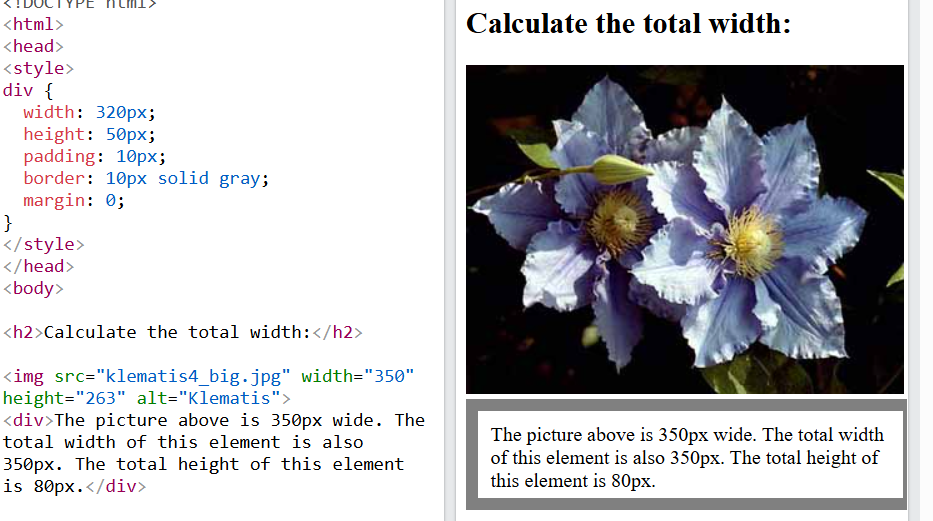 <!DOCTYPE html>
<html>
<head>
<style>
div {
  width: 320px;
  height: 50px;
  padding: 10px;
  border: 10px solid gray;
  margin: 0;
}
</style>
</head>
<body>
<h2>Calculate the total width:</h2>
<img src="klematis4_big.jpg" width="350"
height="263" alt="Klematis">
<div>The picture above is 350px wide. The
total width of this element is also
350px. The total height of this element
is 80px.</div>
Calculate the total width:
The picture above is 350px wide. The total width
of this element is also 350px. The total height of
this element is 80px.